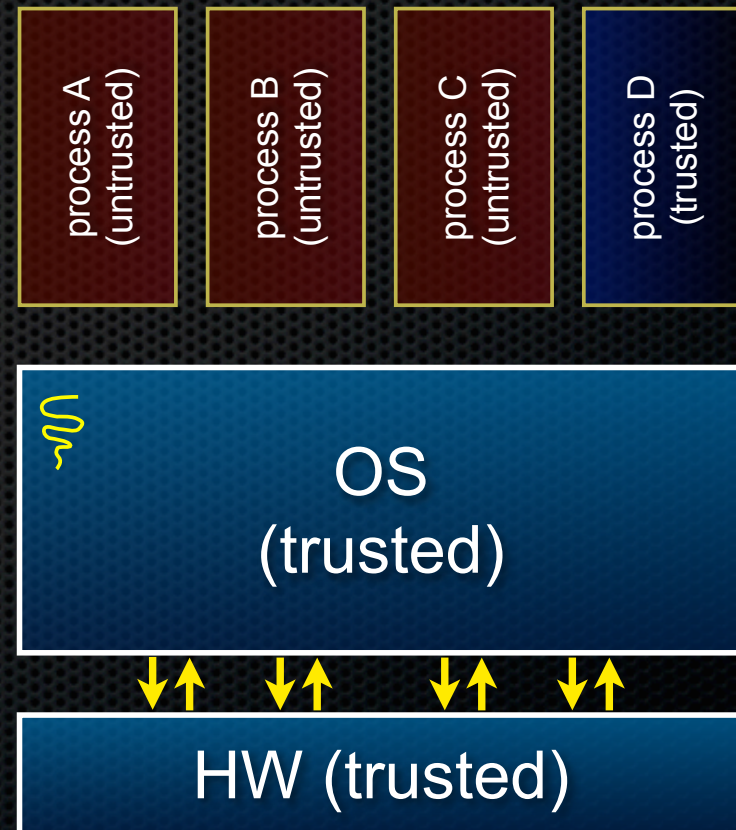 process A
(untrusted)
process B
(untrusted)
process C
(untrusted)
process D
(trusted)
OS
(trusted)
HW (trusted)